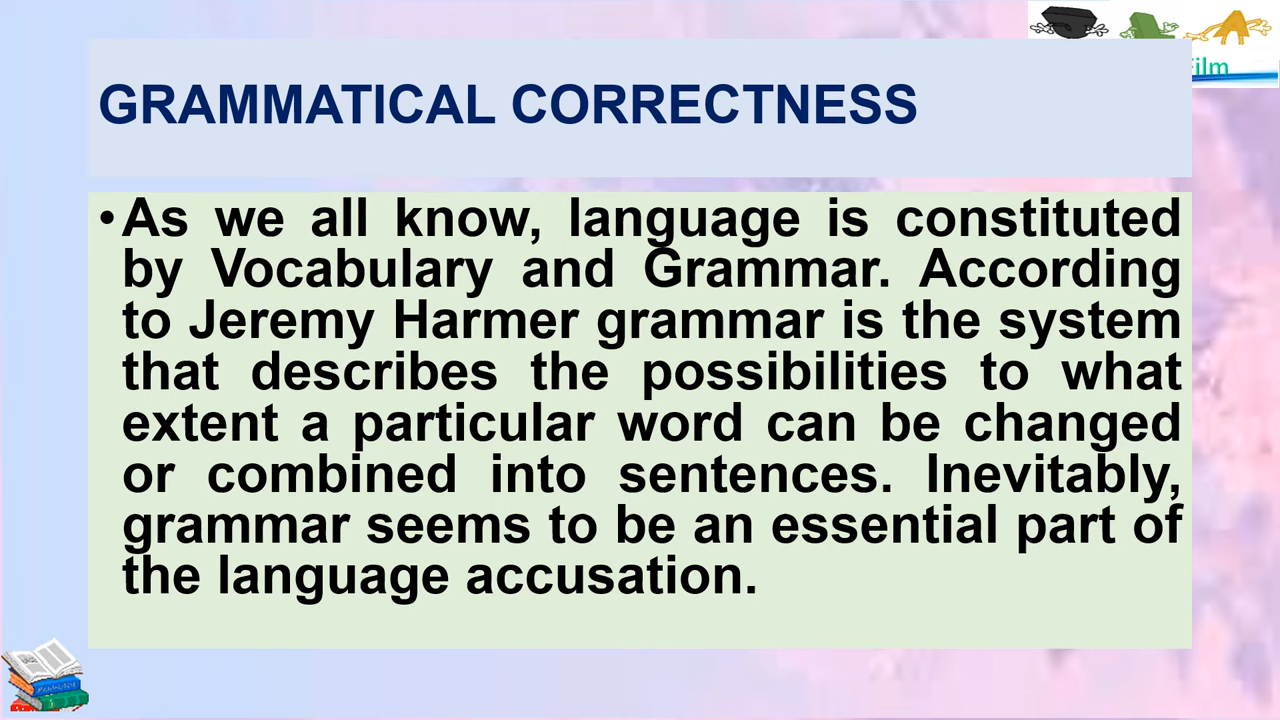 GRAMMATICAL CORRECTNESS
•As we all know, language is constituted
by Vocabulary and Grammar. According
to Jeremy Harmer grammar is the system
that describes the possibilities to what
extent a particular word can be changed
or combined into sentences. Inevitably,
grammar seems to be an essential part of
the language accusation.